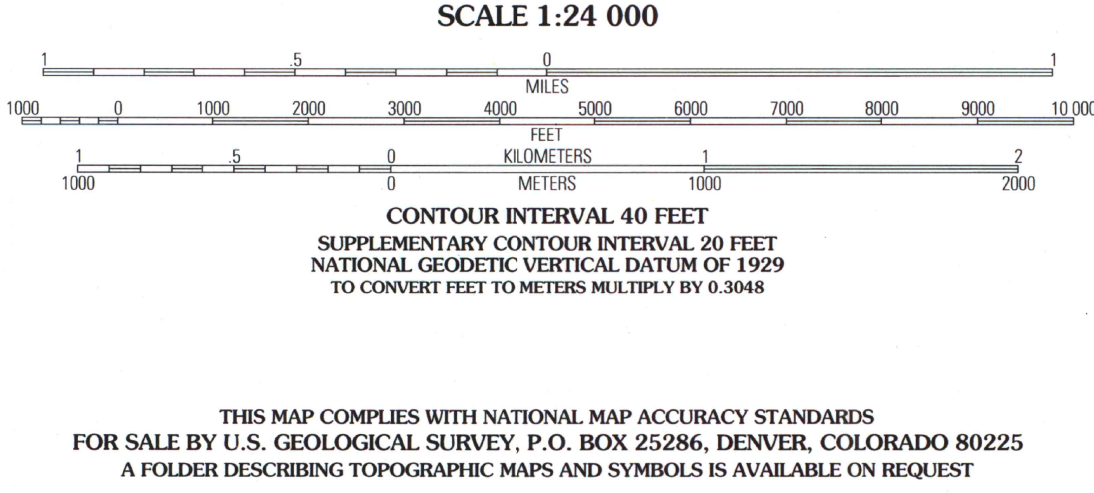 SCALE 1:24 000
1 .5 0 1
MILES
1000 0 1000 2000 3000 4000 5000 6000 7000 8000 9000 10 000
FEET
1 .5 0 KILOMETERS 1 2
1000 0 METERS 1000 2000
CONTOUR INTERVAL 40 FEET
SUPPLEMENTARY CONTOUR INTERVAL 20 FEET
NATIONAL GEODETIC VERTICAL DATUM OF 1929
TO CONVERT FEET TO METERS MULTIPLY BY 0.3048
THIS MAP COMPLIES WITH NATIONAL MAP ACCURACY STANDARDS
FOR SALE BY U.S. GEOLOGICAL SURVEY, P.O. BOX 25286, DENVER, COLORADO 80225
A FOLDER DESCRIBING TOPOGRAPHIC MAPS AND SYMBOLS IS AVAILABLE ON REQUEST